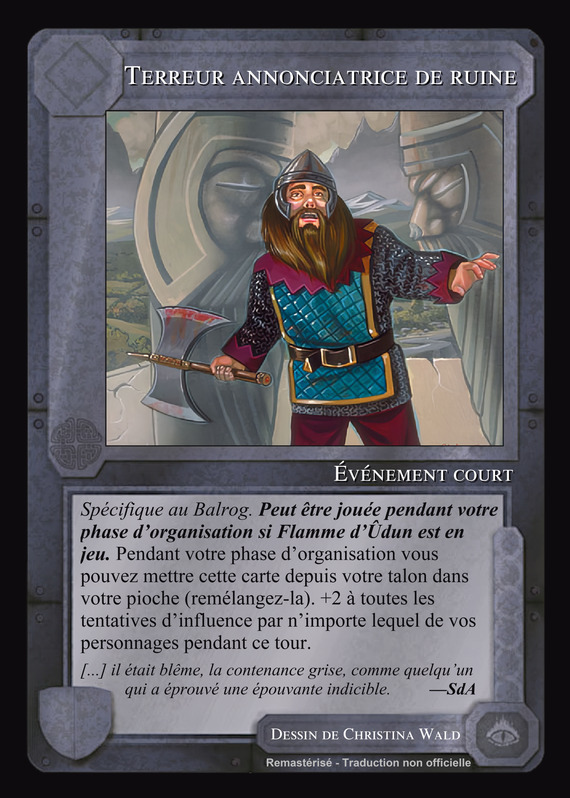 Terreur annonciatrice de ruine
Événement court
Spécifique au Balrog. Peut être jouée pendant votre
phase d'organisation si Flamme d'Ûdun est en
jeu. Pendant votre phase d'organisation vous
pouvez mettre cette carte depuis votre talon dans
votre pioche (remélangez-la). +2 à toutes les
tentatives d'influence par n'importe lequel de vos
personnages pendant ce tour.
[...] il était blême, la contenance grise, comme quelqu'un
qui a éprouvé une épouvante indicible. —SdA
Dessin de Christina Wald
Remastérisé - Traduction non officielle